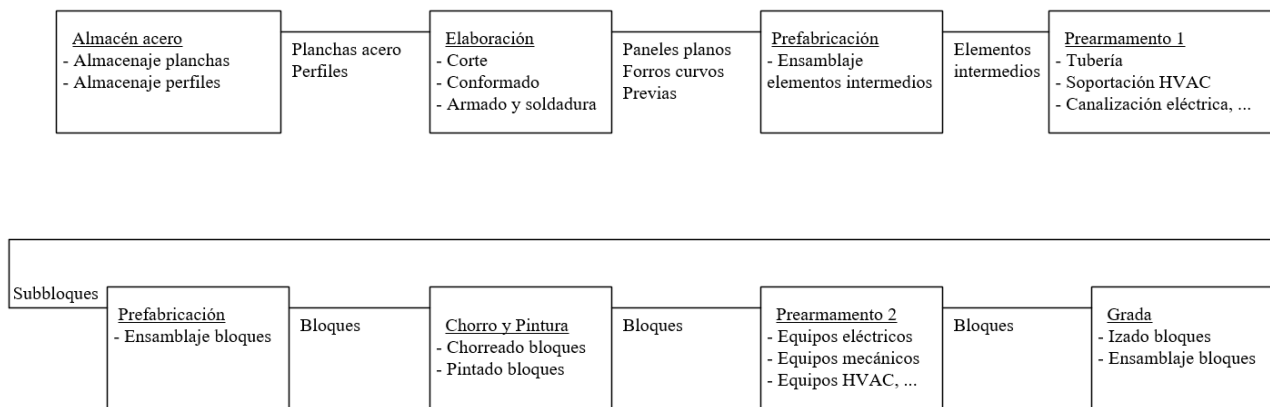 Almacén acero
- Almacenaje planchas
- Almacenaje perfiles
Planchas acero
Perfiles
Elaboración
- Corte
- Conformado
- Armado y soldadura
Paneles planos
Forros curvos
Previas
Prefabricación
- Ensamblaje
elementos intermedios
Elementos
intermedios
Prearmamento 1
- Tubería
- Soportación HVAC
- Canalización eléctrica, ...
Subbloques
Prefabricación
- Ensamblaje bloques
Bloques
Chorro y Pintura
- Chorreado bloques
- Pintado bloques
Bloques
Prearmamento 2
- Equipos eléctricos
- Equipos mecánicos
- Equipos HVAC, ...
Bloques
Grada
- Izado bloques
- Ensamblaje bloques